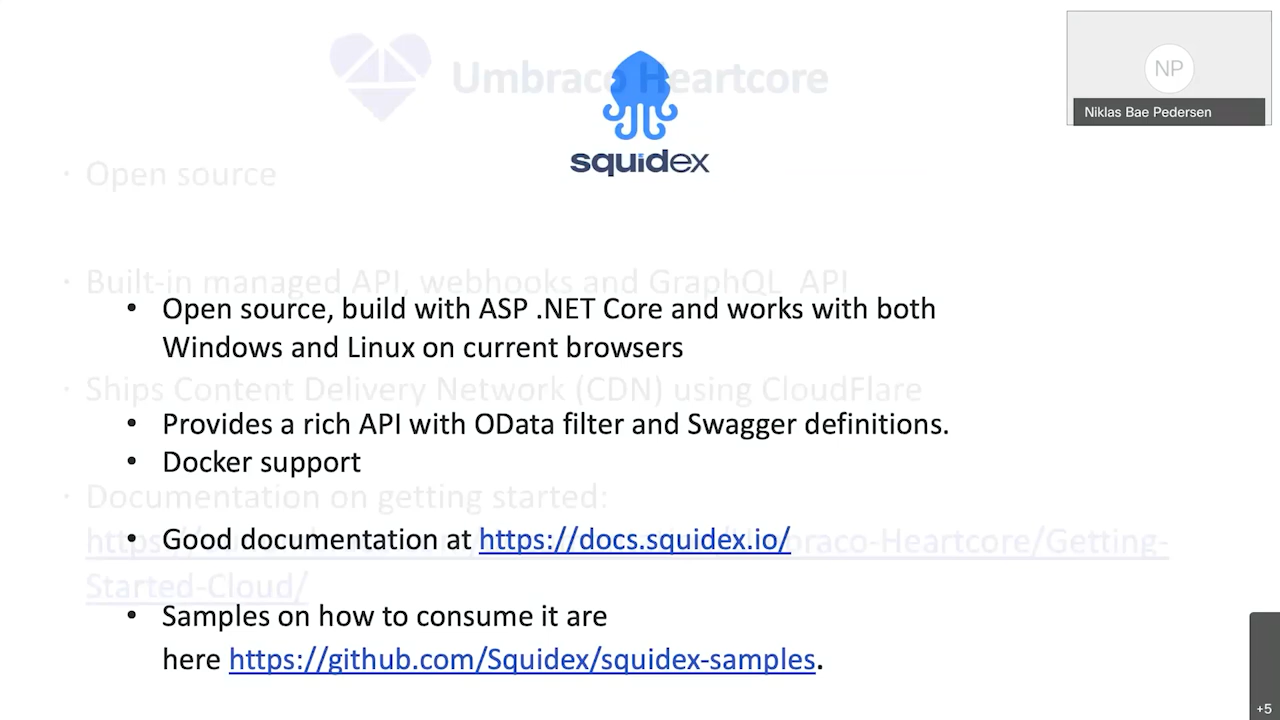 Umbraco Heartcore
NP
Niklas Bae Pedersen
squidex
· Open source
· Built-in managed API, webhooks and GraphQL API
• Open source, build with ASP .NET Core and works with both
Windows and Linux on current browsers
· Ships Content Delivery Network (CDN) using CloudFlare
• Provides a rich API with OData filter and Swagger definitions.
• Docker support
· Documentation on getting started:
• Good documentation at https://docs.squidex.io/
braco-Heartcore/Getting-
Started-Cloud/
• Samples on how to consume it are
here https://github.com/Squidex/squidex-samples.
+5